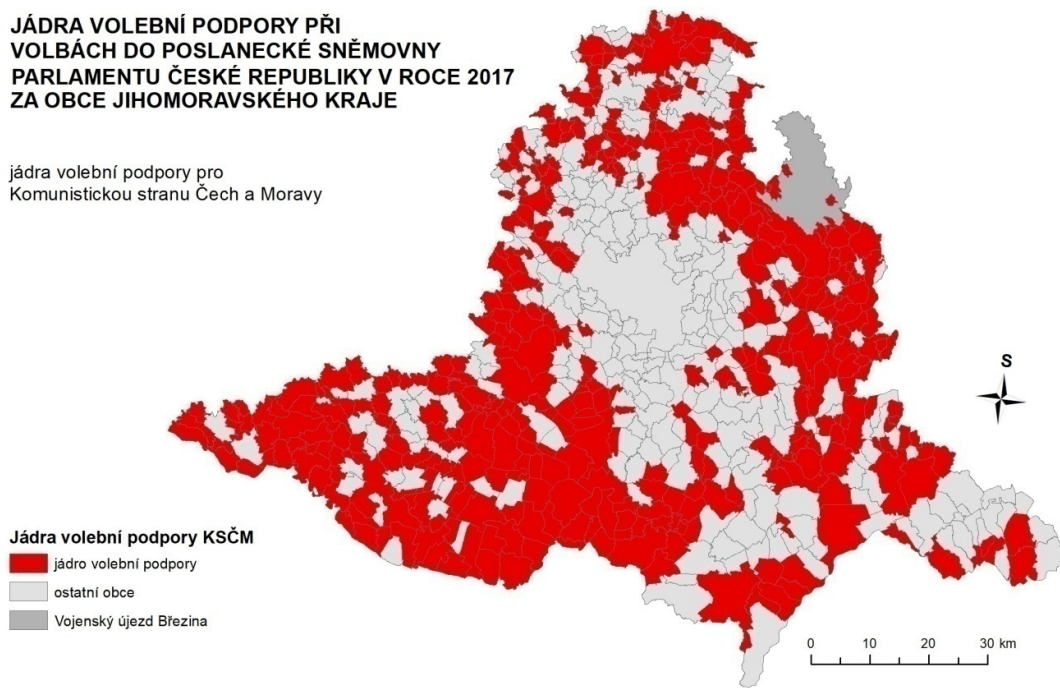 JÁDRA VOLEBNÍ PODPORY PŘI
VOLBÁCH DO POSLANECKÉ SNĚMOVNY
PARLAMENTU ČESKÉ REPUBLIKY V ROCE 2017
ZA OBCE JIHOMORAVSKÉHO KRAJE
jádra volební podpory pro
Komunistickou stranu Čech a Moravy
S
Jádra volební podpory KSČM
jádro volební podpory
ostatní obce
Vojenský újezd Březina
0 10 20 30 km